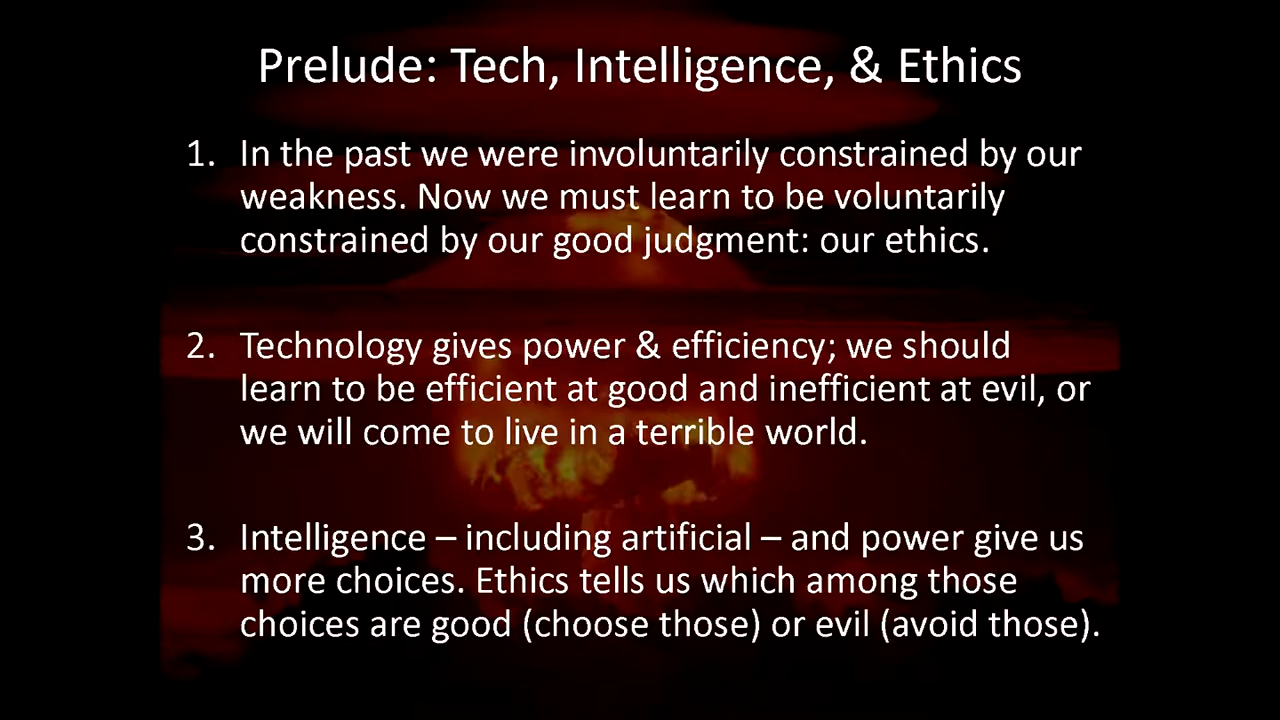 Prelude: Tech, Intelligence, & Ethics
1. In the past we were involuntarily constrained by our
weakness. Now we must learn to be voluntarily
constrained by our good judgment: our ethics.
2. Technology gives power & efficiency; we should
learn to be efficient at good and inefficient at evil, or
we will come to live in a terrible world.
3. Intelligence – including artificial – and power give us
more choices. Ethics tells us which among those
choices are good (choose those) or evil (avoid those).